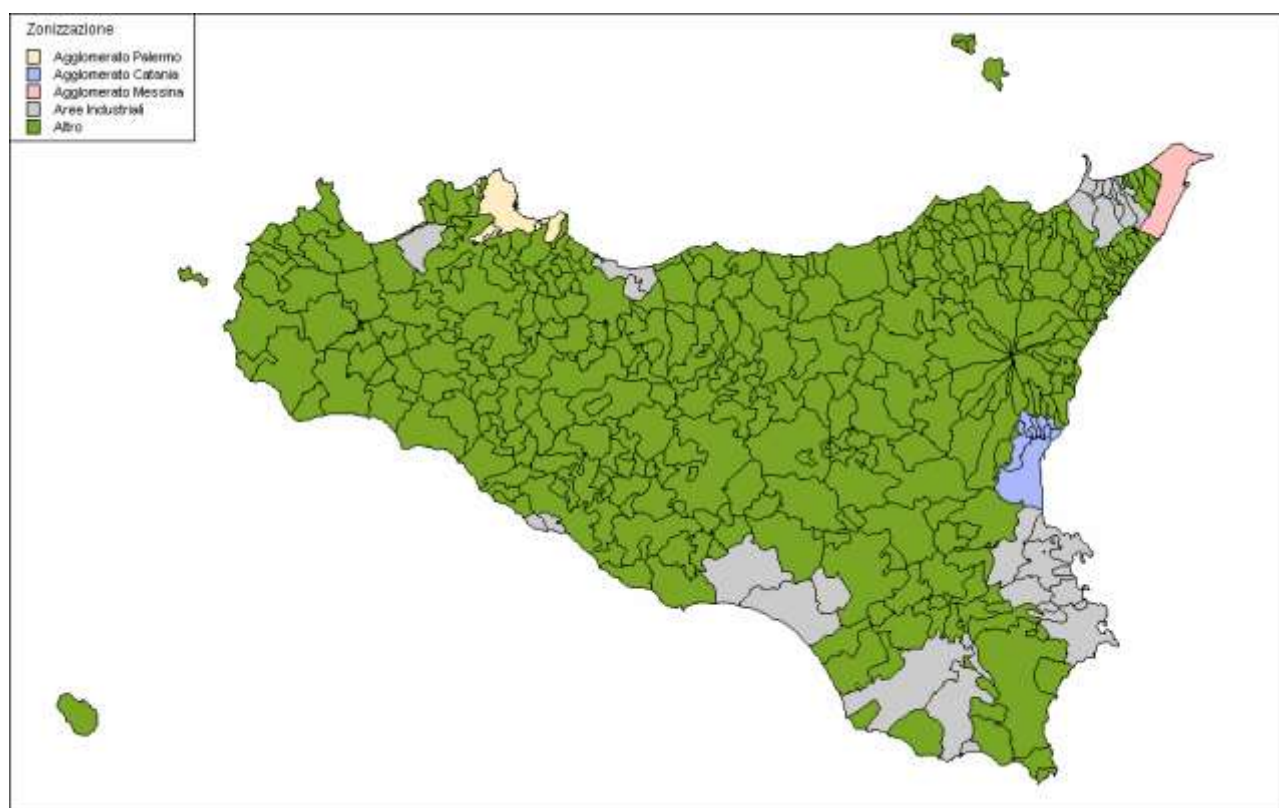 Zonizzazione
Agglomerato Palermo
Agglomerato Catania
Agglomerato Messina
Aree Industriali
Altro